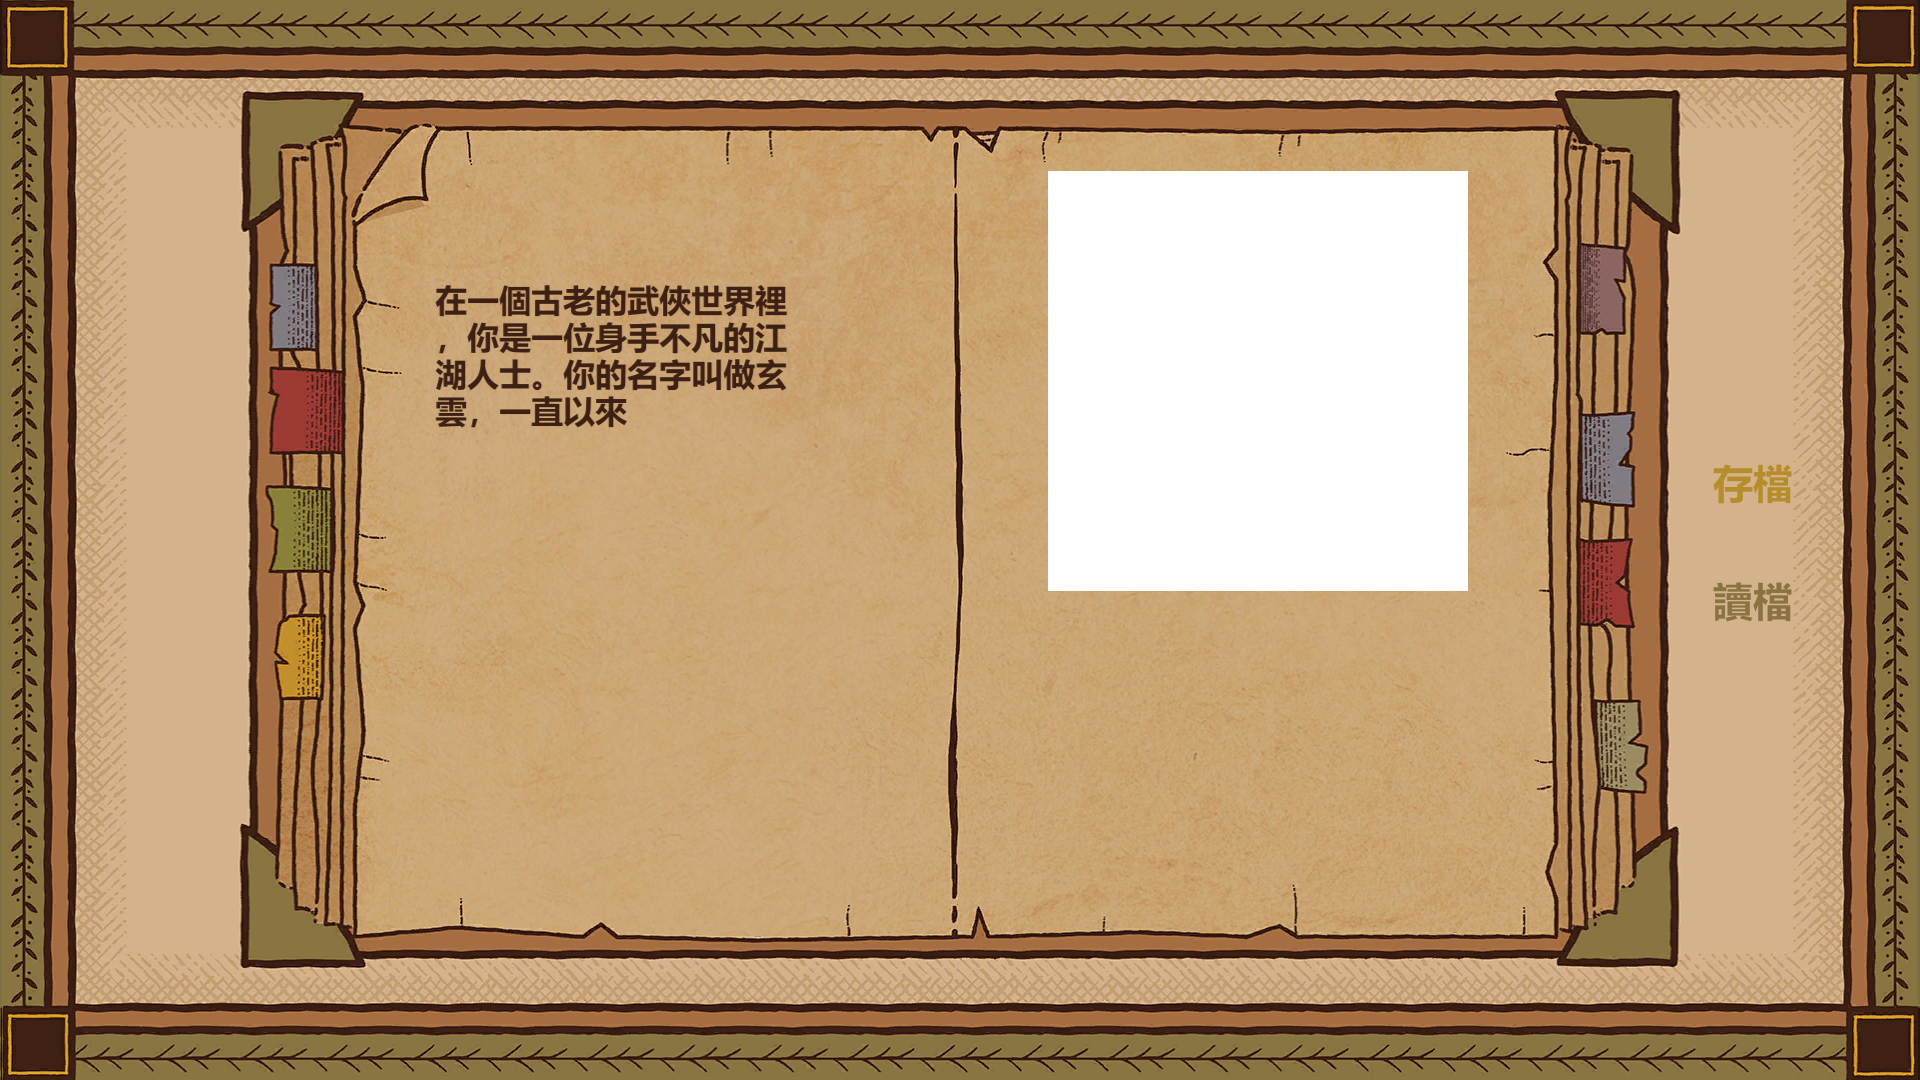 在一個古老的武俠世界裡
，你是一位身手不凡的江
湖人士。你的名字叫做玄
雲，一直以來
存檔
讀檔